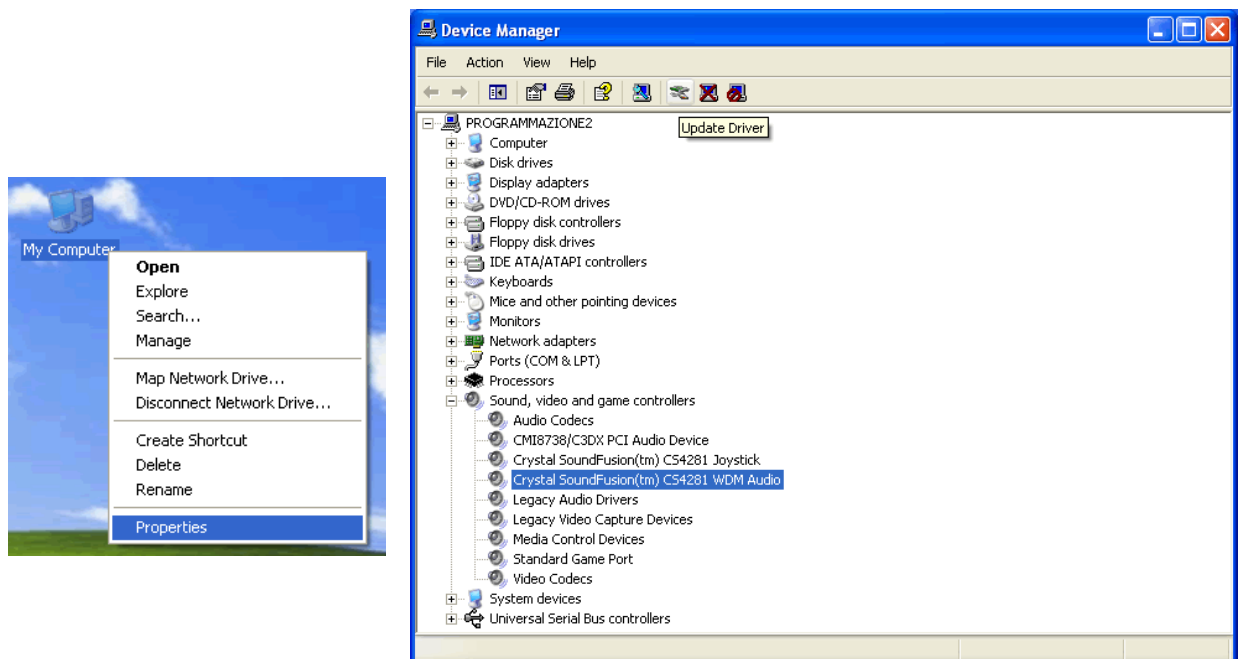 My Computer
Open
Explore
Search...
Manage
Map Network Drive...
Disconnect Network Drive...
Create Shortcut
Delete
Rename
Properties
Device Manager
File Action View Help
Update Driver
PROGRAMMAZIONE2
Computer
Disk drives
Display adapters
DVD/CD-ROM drives
Floppy disk controllers
Floppy disk drives
IDE ATA/ATAPI controllers
Keyboards
Mice and other pointing devices
Monitors
Network adapters
Ports (COM & LPT)
Processors
Sound, video and game controllers
Audio Codecs
CMI8738/C3DX PCI Audio Device
Crystal SoundFusion(tm) CS4281 Joystick
Crystal SoundFusion(tm) CS4281 WDM Audio
Legacy Audio Drivers
Legacy Video Capture Devices
Media Control Devices
Standard Game Port
Video Codecs
System devices
Universal Serial Bus controllers